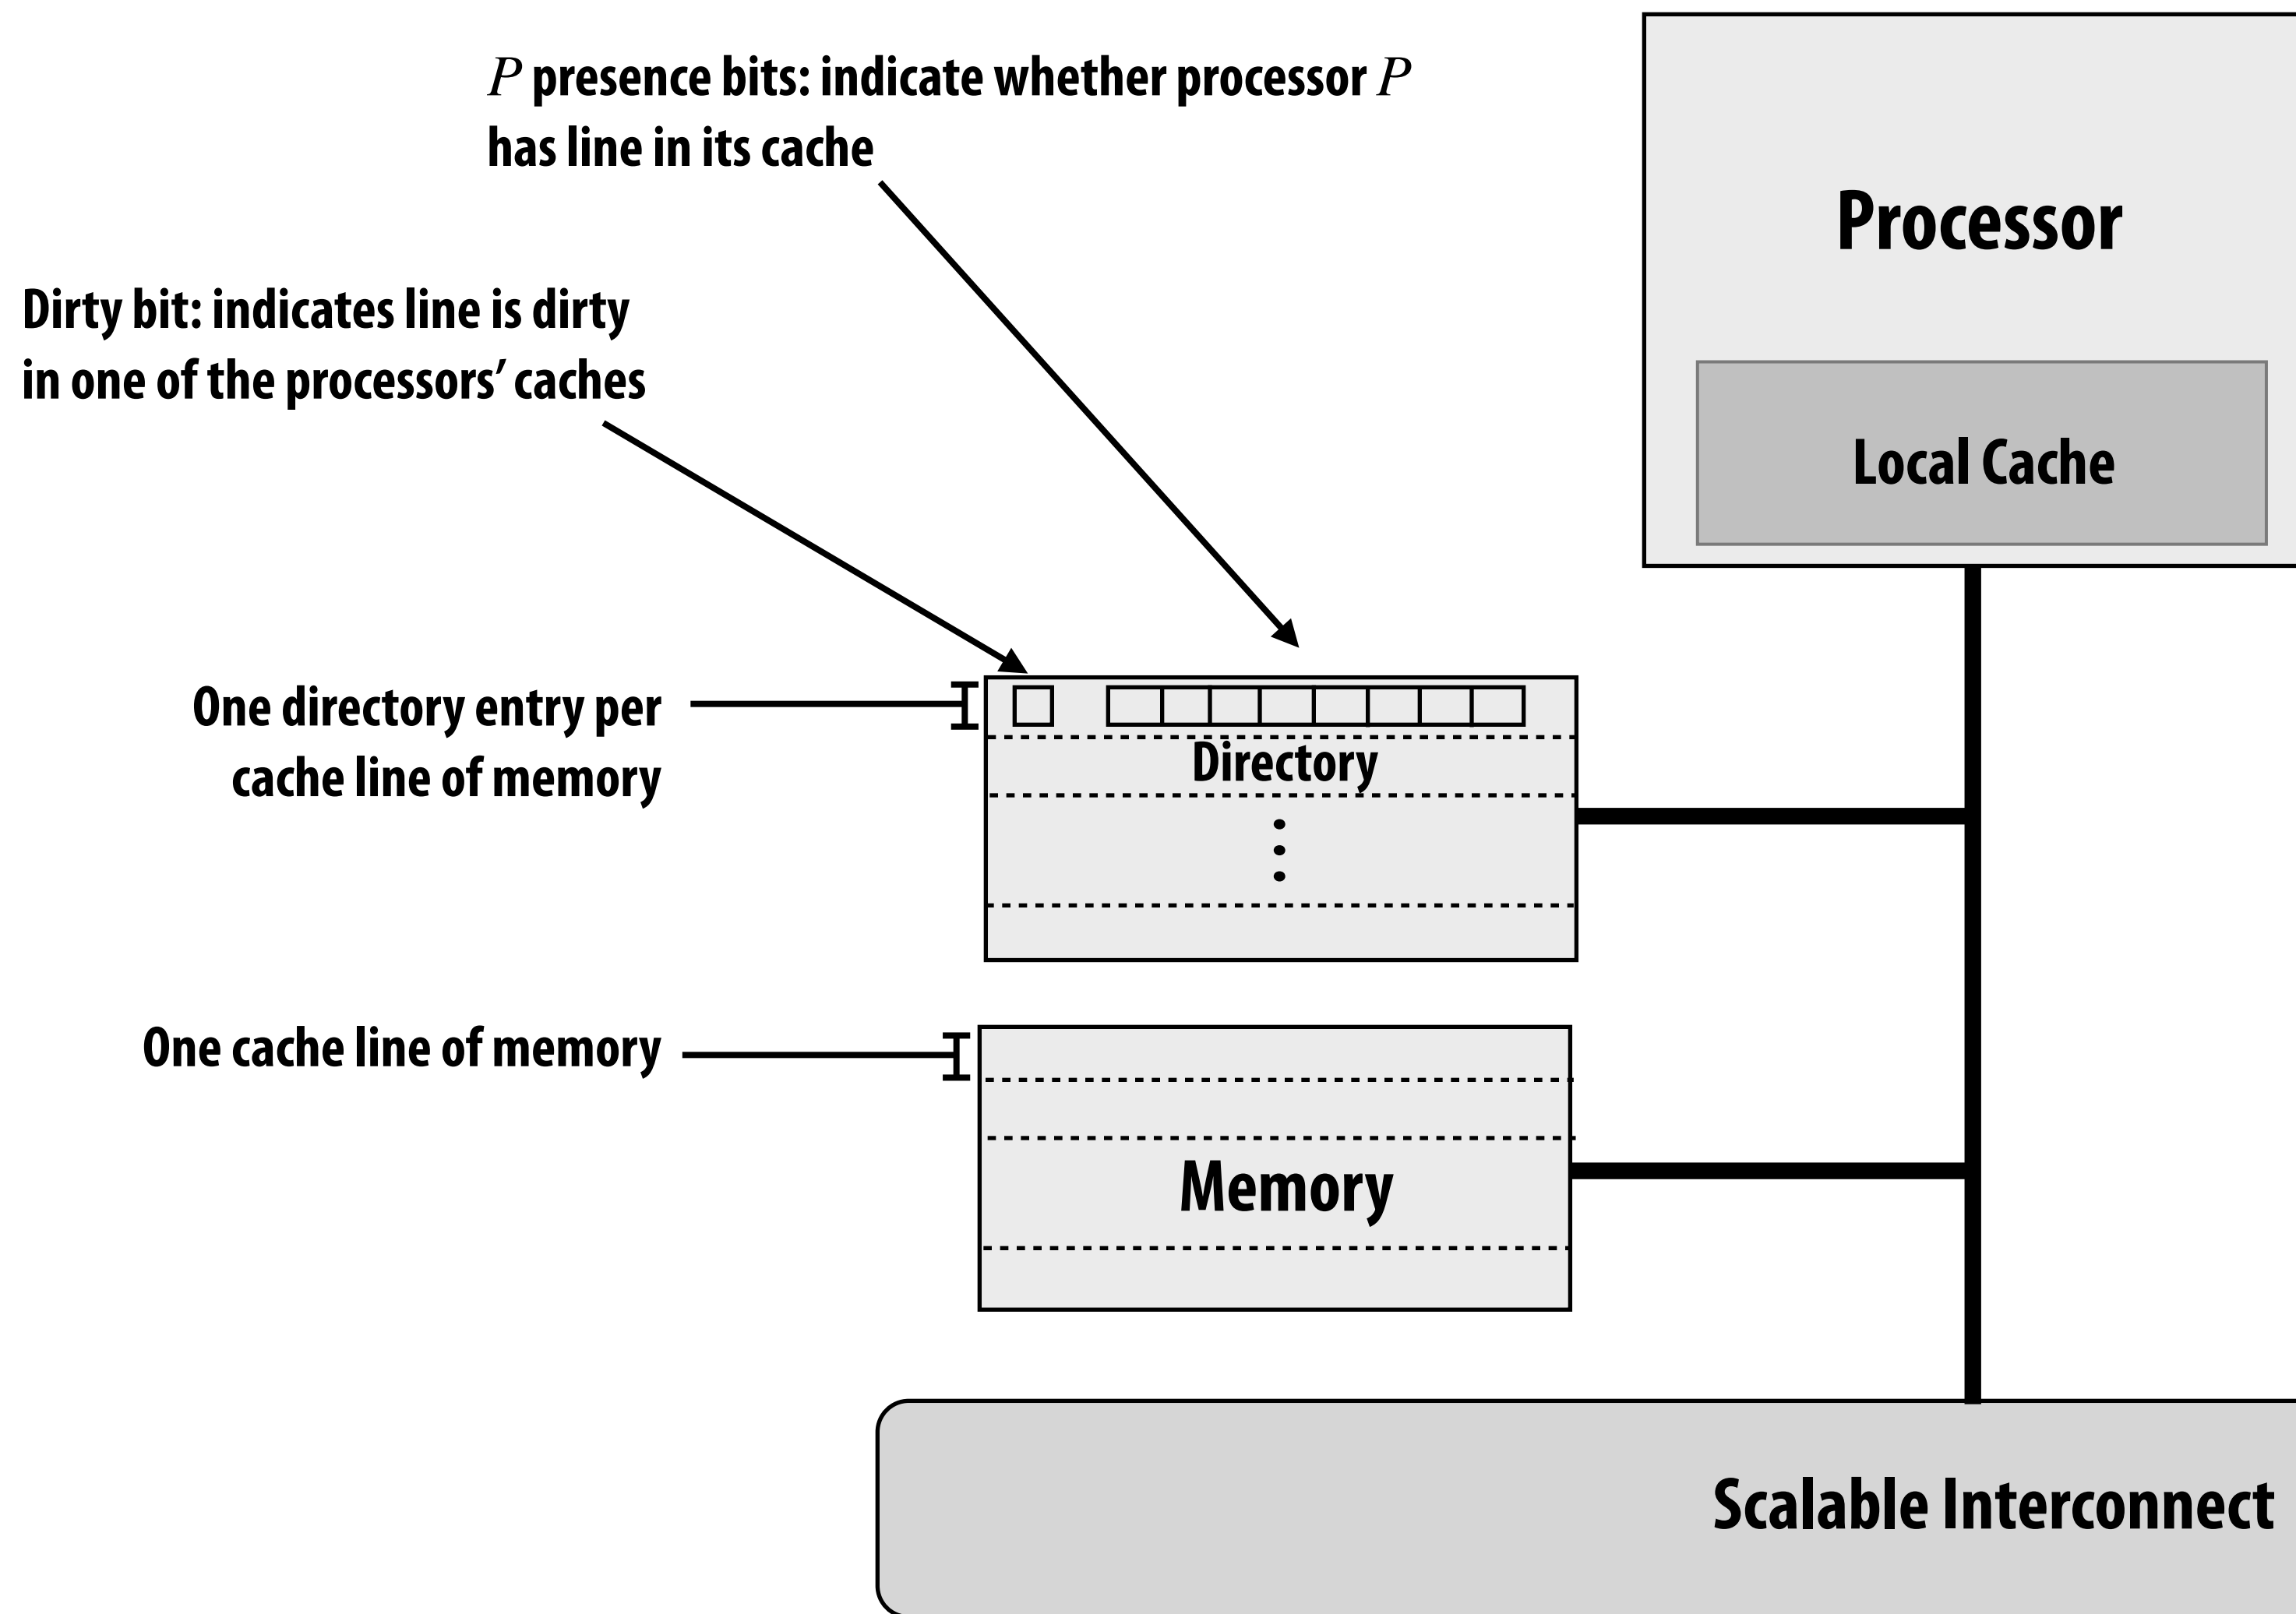 P presence bits: indicate whether processor P
has line in its cache
Processor
Dirty bit: indicates line is dirty
in one of the processors’ caches
Local Cache
One directory entry per
cache line of memory
Directory
One cache line of memory
Memory
Scalable Interconnect